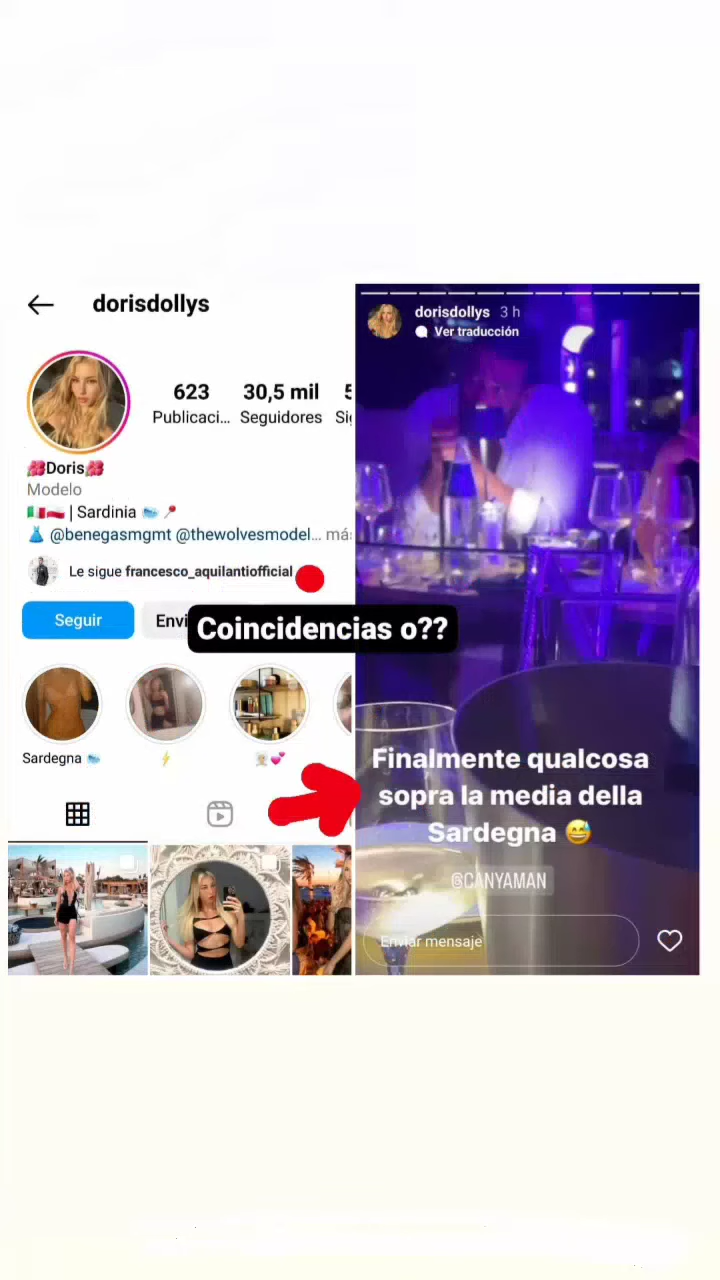 dorisdollys
623
30,5 mil
Publicaci...
Seguidores
Doris
Modelo
| Sardinia
@benegasmgmt @thewolvesmodel... má
Le sigue francesco_aquilantiofficial
Seguir
Envi
Sardegna
dorisdollys 3 h
Ver traducción
Coincidencias o??
Finalmente qualcosa
sopra la media della
Sardegna 😅
@CANYAMAN
Enviar mensaje